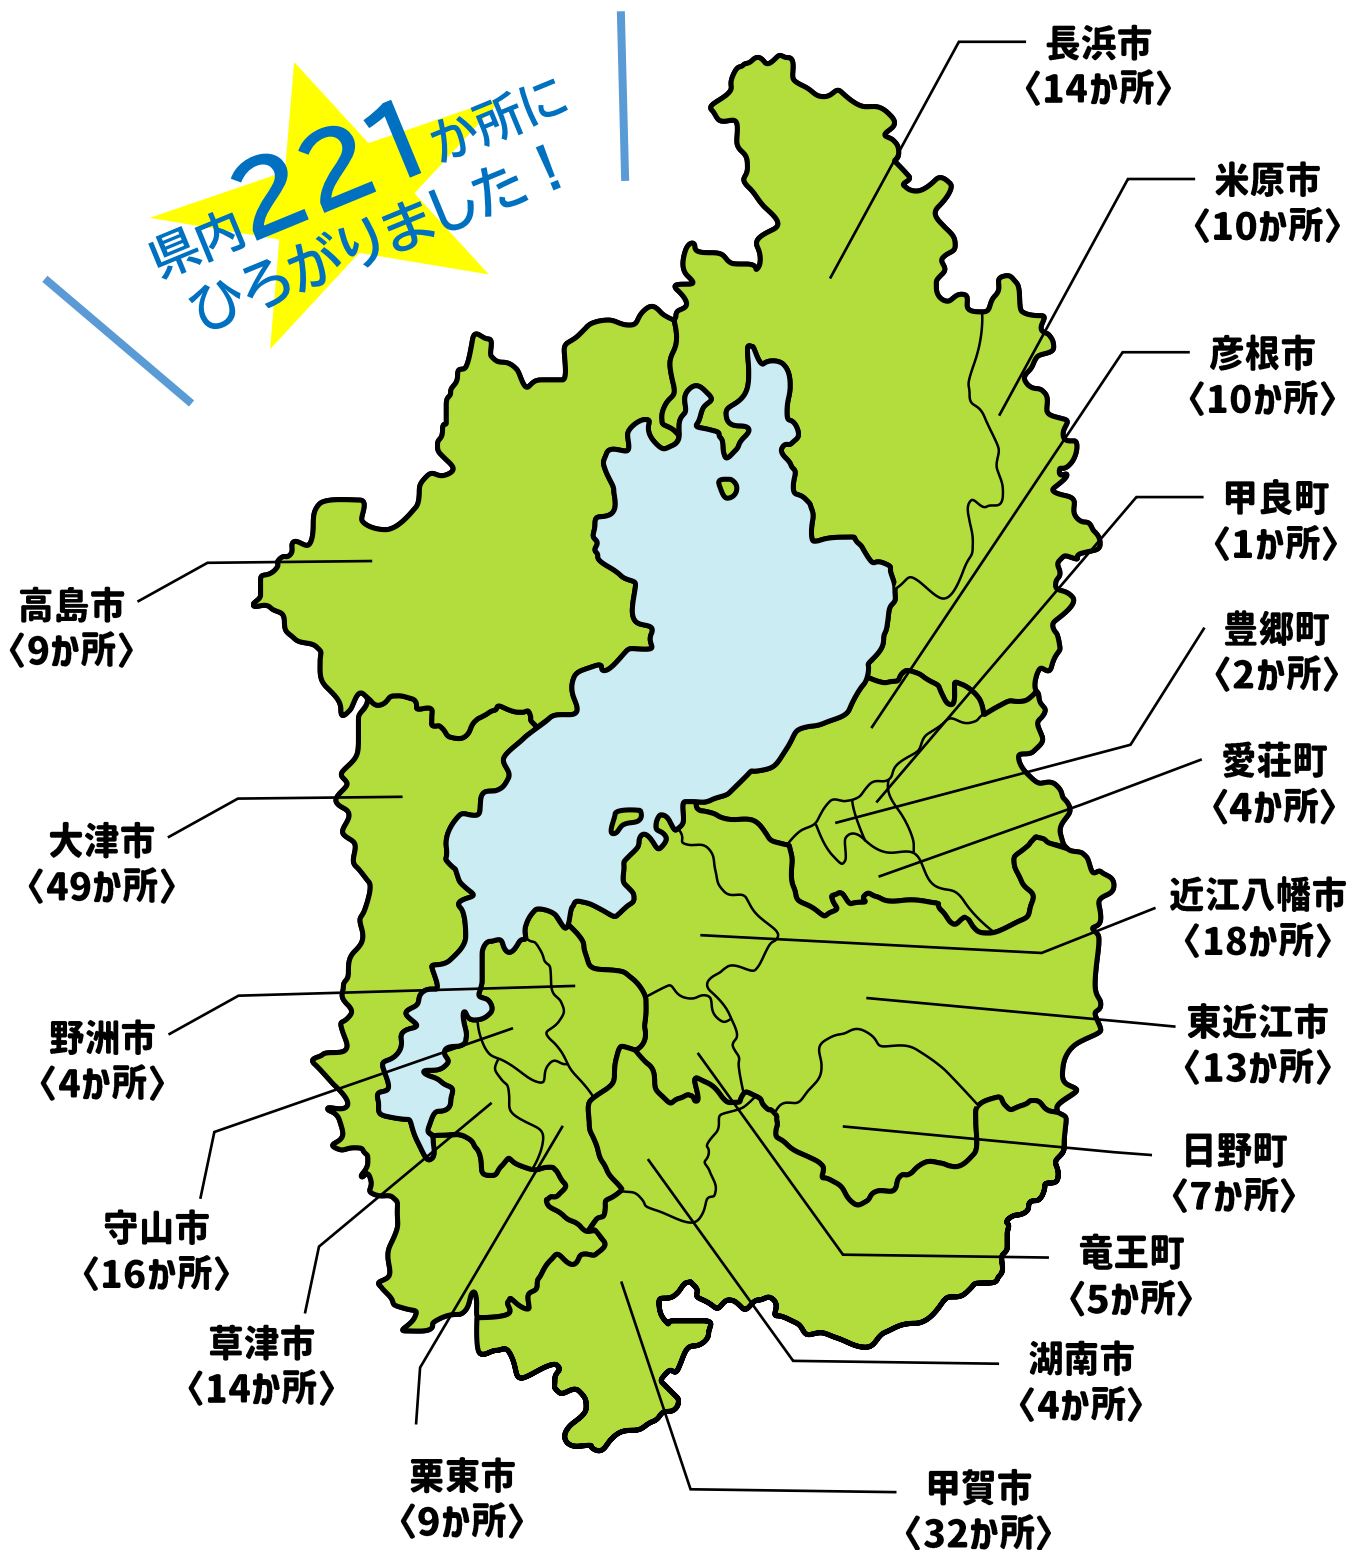 県内221か所に
ひろがりました！
長浜市
〈14か所〉
米原市
〈10か所〉
彦根市
〈10か所〉
甲良町
〈1か所〉
豊郷町
〈2か所〉
愛荘町
〈4か所〉
近江八幡市
〈18か所〉
東近江市
〈13か所〉
日野町
〈7か所〉
竜王町
〈5か所〉
湖南市
〈4か所〉
甲賀市
〈32か所〉
高島市
〈9か所〉
大津市
〈49か所〉
野洲市
〈4か所〉
守山市
〈16か所〉
草津市
〈14か所〉
栗東市
〈9か所〉